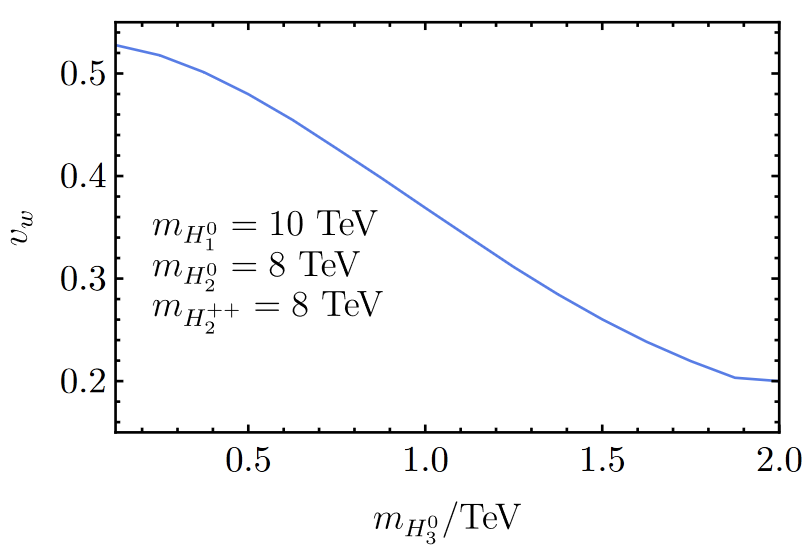 0.5
0.4
0.3
0.2
v_w
m_{H_1^0} = 10 TeV
m_{H_2^0} = 8 TeV
m_{H_2^{++}} = 8 TeV
0.5 1.0 1.5 2.0
m_{H_3^0}/TeV